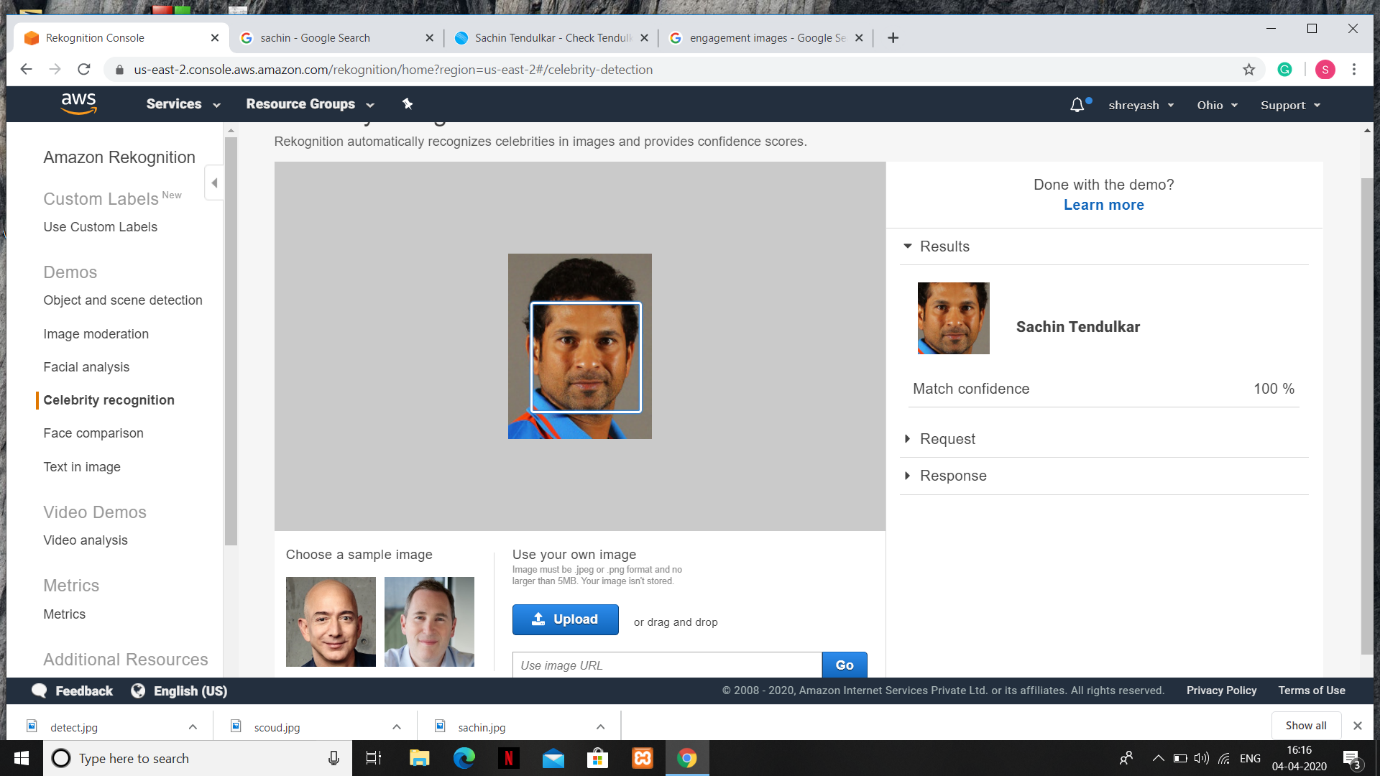 Rekognition Console
sachin - Google Search
Sachin Tendulkar - Check Tendul
engagement images - Google Se
us-east-2.console.aws.amazon.com/rekognition/home?region=us-east-2#/celebrity-detection
S
aws
Services
Resource Groups
shreyash
Ohio
Support
Amazon Rekognition
Custom Labels New
Use Custom Labels
Demos
Object and scene detection
Image moderation
Facial analysis
Celebrity recognition
Face comparison
Text in image
Video Demos
Video analysis
Metrics
Metrics
Additional Resources
Rekognition automatically recognizes celebrities in images and provides confidence scores.
Choose a sample image
Use your own image
Image must be .jpeg or .png format and no
larger than 5MB. Your image isn't stored.
Upload
or drag and drop
Use image URL
Go
Done with the demo?
Learn more
Results
Sachin Tendulkar
Match confidence 100 %
Request
Response
Feedback
English (US)
© 2008 - 2020, Amazon Internet Services Private Ltd. or its affiliates. All rights reserved.
Privacy Policy
Terms of Use
detect.jpg
scoud.jpg
sachin.jpg
Show all
Type here to search
ENG
16:16
04-04-2020
3